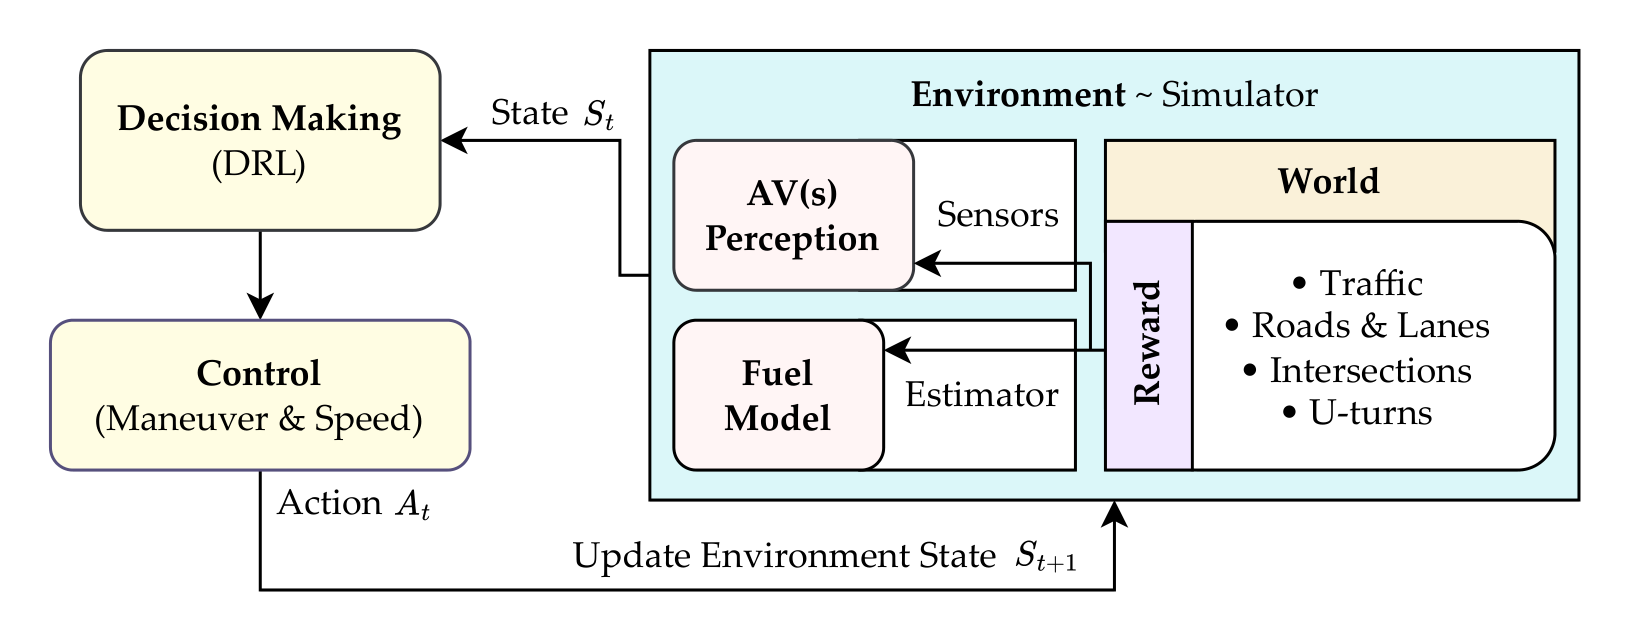 Decision Making
(DRL)
State S_t
Environment ~ Simulator
AV(s)
Perception
Sensors
World
Reward
• Traffic
• Roads & Lanes
• Intersections
• U-turns
Control
(Maneuver & Speed)
Fuel
Model
Estimator
Action A_t
Update Environment State S_{t+1}